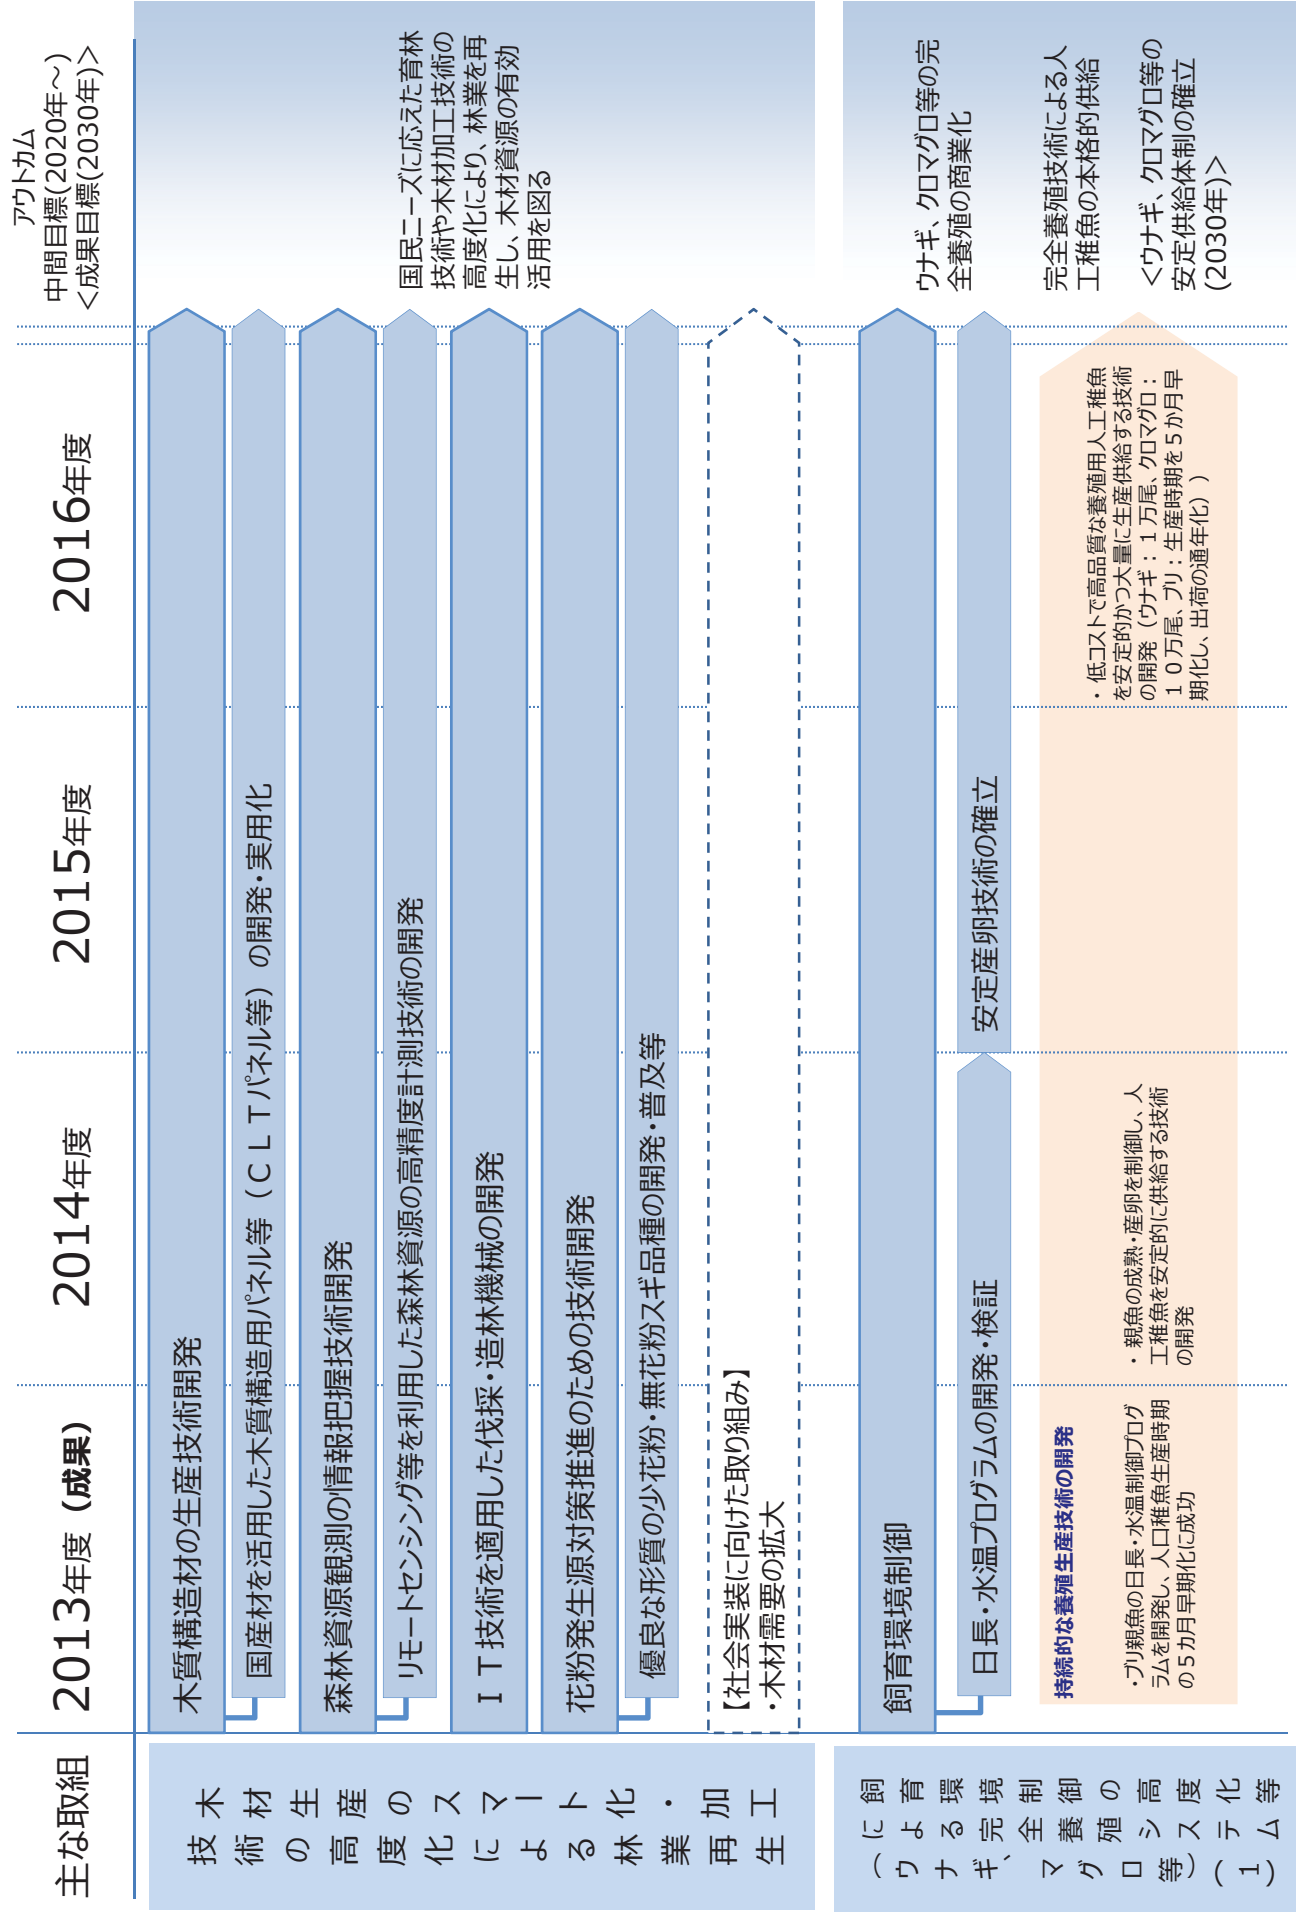 主な取組
2013年度（成果）
2014年度
2015年度
2016年度
アウトカム
中間目標(2020年～)
＜成果目標(2030年)＞
木材の生産のスマート化・加工
技術の高度化による林業再生
木質構造材の生産技術開発
国産材を活用した木質構造用パネル等（ＣＬＴパネル等）の開発・実用化
森林資源観測の情報把握技術開発
リモートセンシング等を利用した森林資源の高精度計測技術の開発
ＩＴ技術を適用した伐採・造林機械の開発
花粉発生源対策推進のための技術開発
優良な形質の少花粉・無花粉スギ品種の開発・普及等
【社会実装に向けた取り組み】
・木材需要の拡大
国民ニーズに応えた育林
技術や木材加工技術の
高度化により、林業を再
生し、木材資源の有効
活用を図る
飼育環境制御の高度化等
による完全養殖システム
（ウナギ、マグロ等）(1)
飼育環境制御
日長・水温プログラムの開発・検証
安定産卵技術の確立
持続的な養殖生産技術の開発
・ブリ親魚の日長・水温制御プログ
ラムを開発し、人口稚魚生産時期
の５カ月早期化に成功
・親魚の成熟・産卵を制御し、人
工稚魚を安定的に供給する技術
の開発
・低コストで高品質な養殖用人工稚魚
を安定的かつ大量に生産供給する技術
の開発（ウナギ：１万尾、クロマグロ：
１０万尾、ブリ：生産時期を５か月早
期化し、出荷の通年化））
ウナギ、クロマグロ等の完
全養殖の商業化
完全養殖技術による人
工稚魚の本格的供給
＜ウナギ、クロマグロ等の
安定供給体制の確立
(2030年)＞